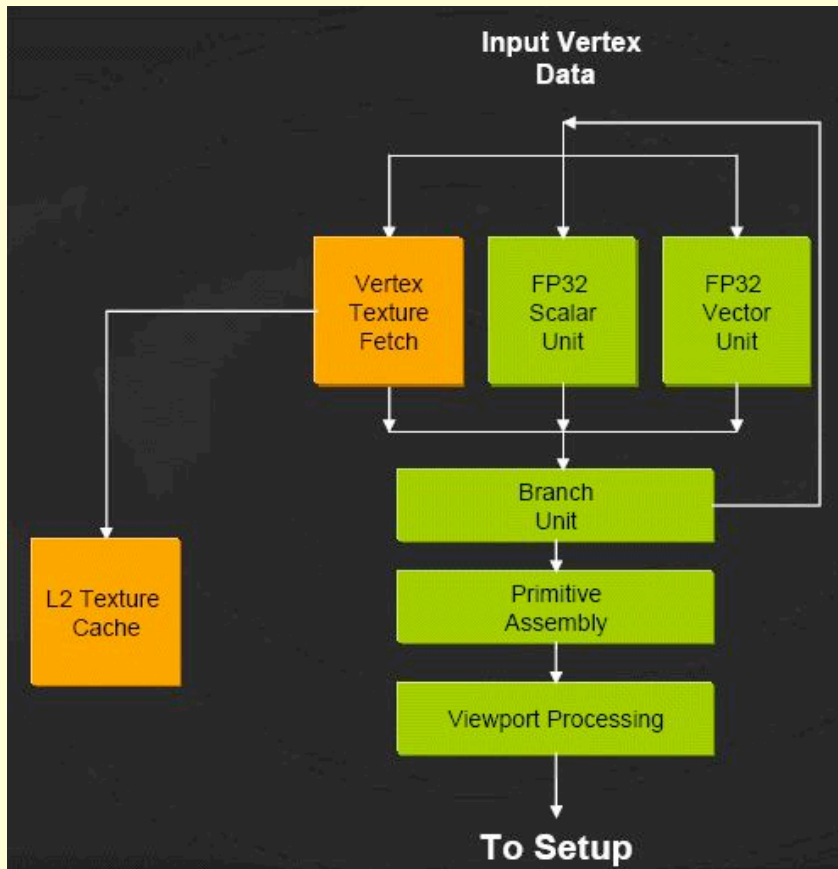 Input Vertex
Data
Vertex
Texture
Fetch
FP32
Scalar
Unit
FP32
Vector
Unit
Branch
Unit
L2 Texture
Cache
Primitive
Assembly
Viewport Processing
To Setup